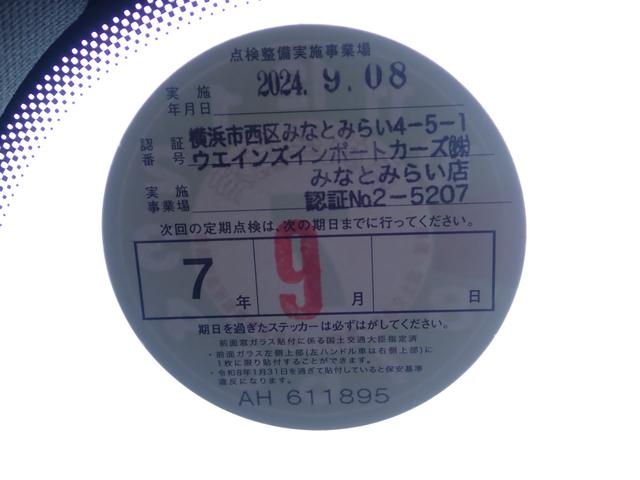 点検整備実施事業場
実施年月日 2024. 9. 08
認証番号 横浜市西区みなとみらい4-5-1
ウエインズインポートカーズ㈱
みなとみらい店
実施事業場 認証No.2-5207
次回の定期点検は、次の期日までに行ってください。
7年 9月 日
期日を過ぎたステッカーは必ずはがしてください。
前面窓ガラス貼付に係る国土交通大臣指定済
・前面ガラス左側上部(左ハンドル車は右側上部)に
1枚に限り貼付することができます。
・令和8年1月31日を過ぎて貼付していると保安基準
違反になります。
AH 611895